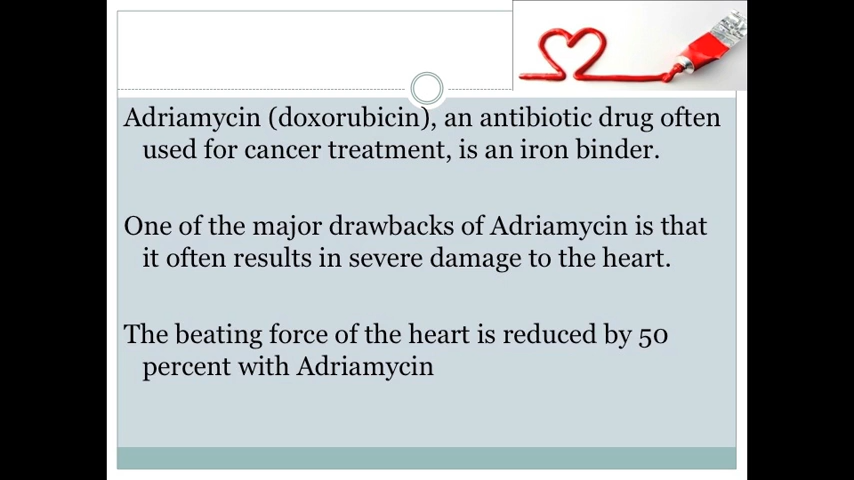 Adriamycin (doxorubicin), an antibiotic drug often
used for cancer treatment, is an iron binder.
One of the major drawbacks of Adriamycin is that
it often results in severe damage to the heart.
The beating force of the heart is reduced by 50
percent with Adriamycin